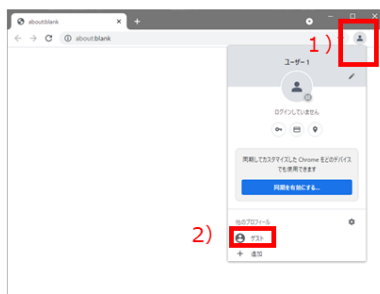 about:blank
about:blank
1)
ユーザー1
ログインしていません
同期してカスタマイズした Chrome をどのデバイス
でも使用できます
同期を有効にする...
他のプロフィール
2)
ゲスト
追加